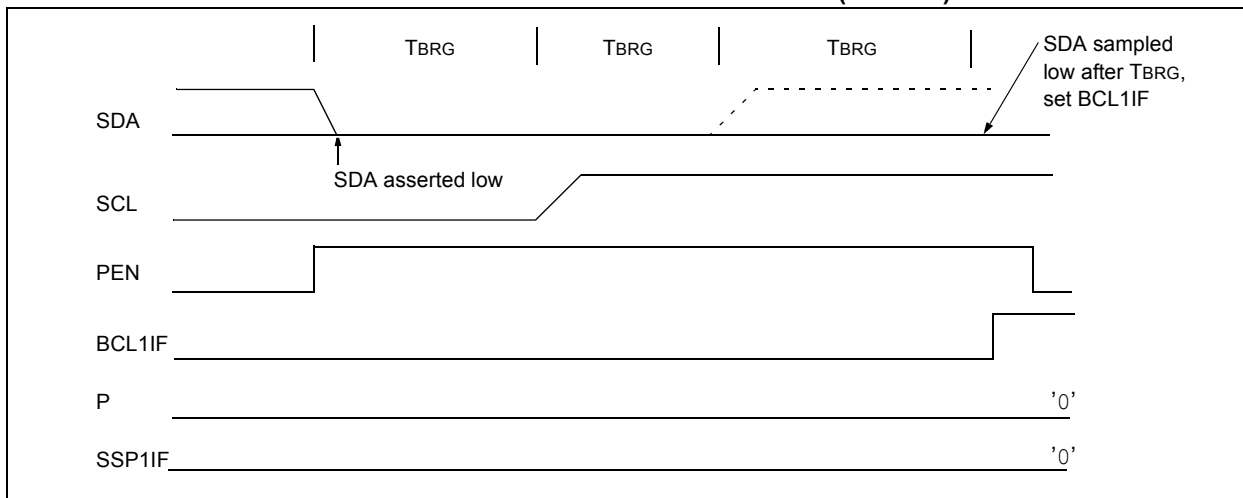 TBRG TBRG TBRG
SDA sampled
low after TBRG,
set BCL1IF
SDA
SDA asserted low
SCL
PEN
BCL1IF
P '0'
SSP1IF '0'